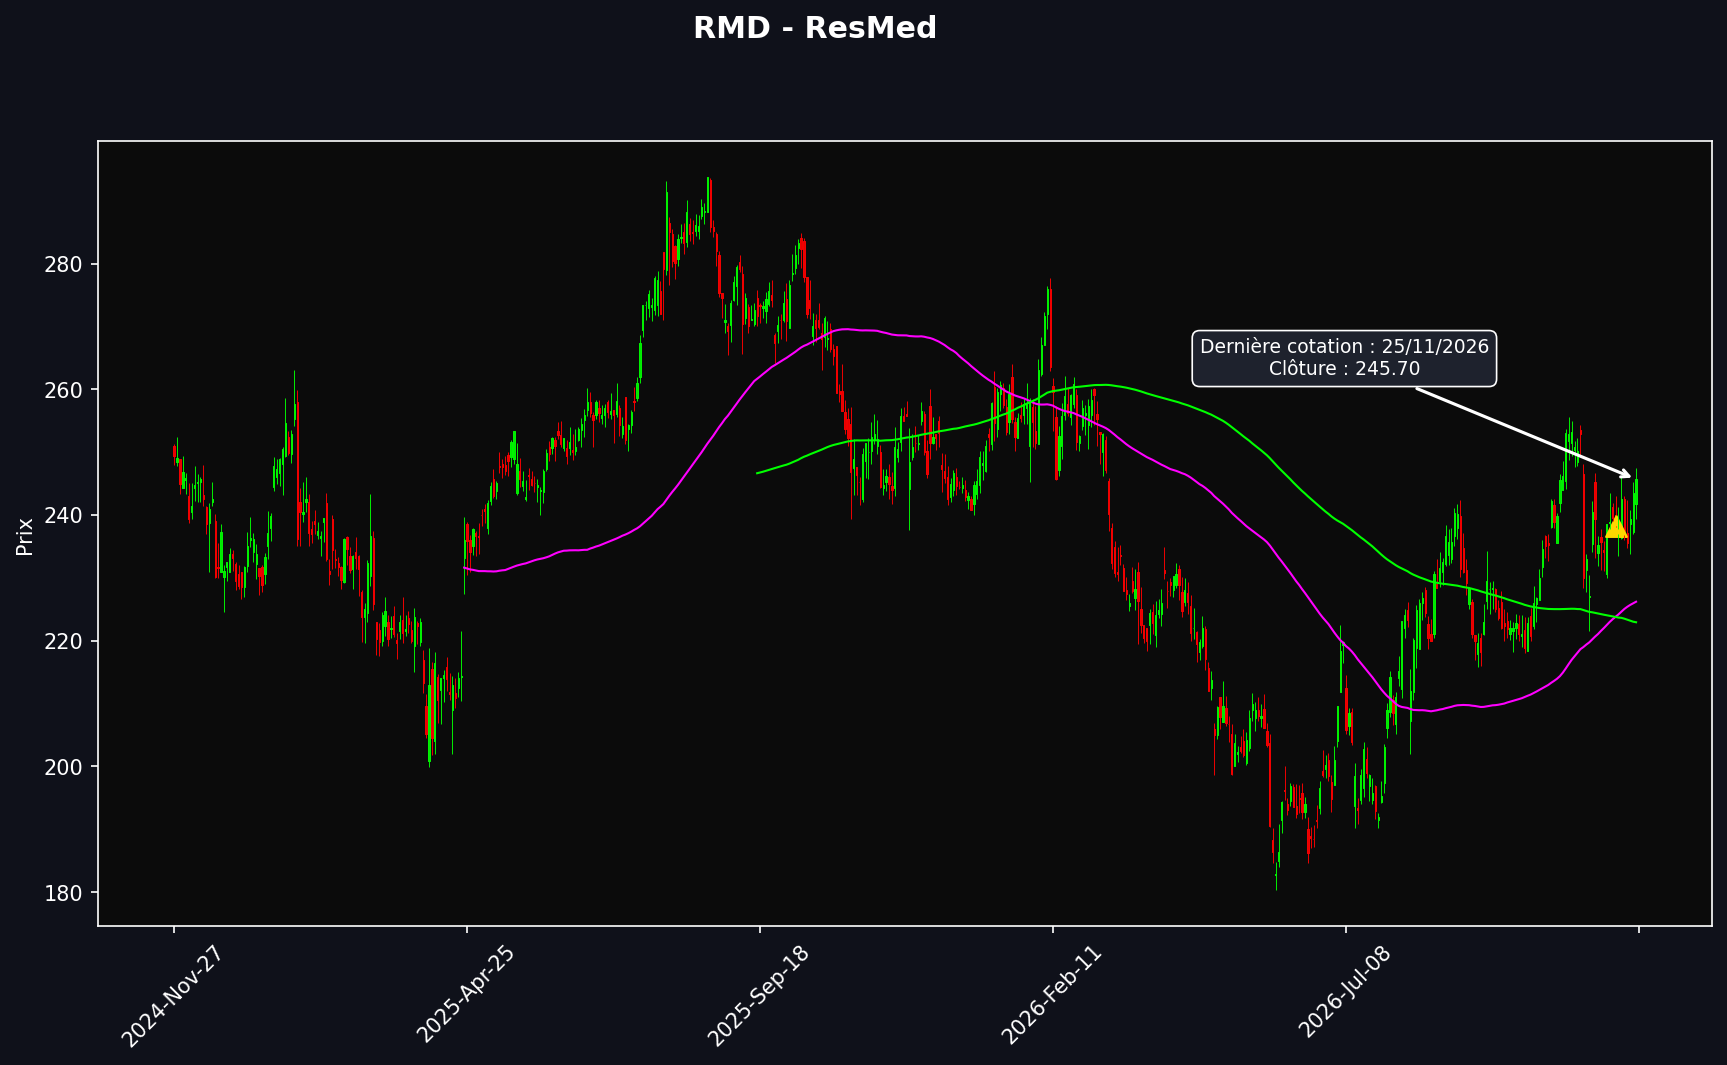 RMD - ResMed
Prix
280
260
240
220
200
180
Dernière cotation : 25/11/2026
Clôture : 245.70
2024-Nov-27
2025-Apr-25
2025-Sep-18
2026-Feb-11
2026-Jul-08